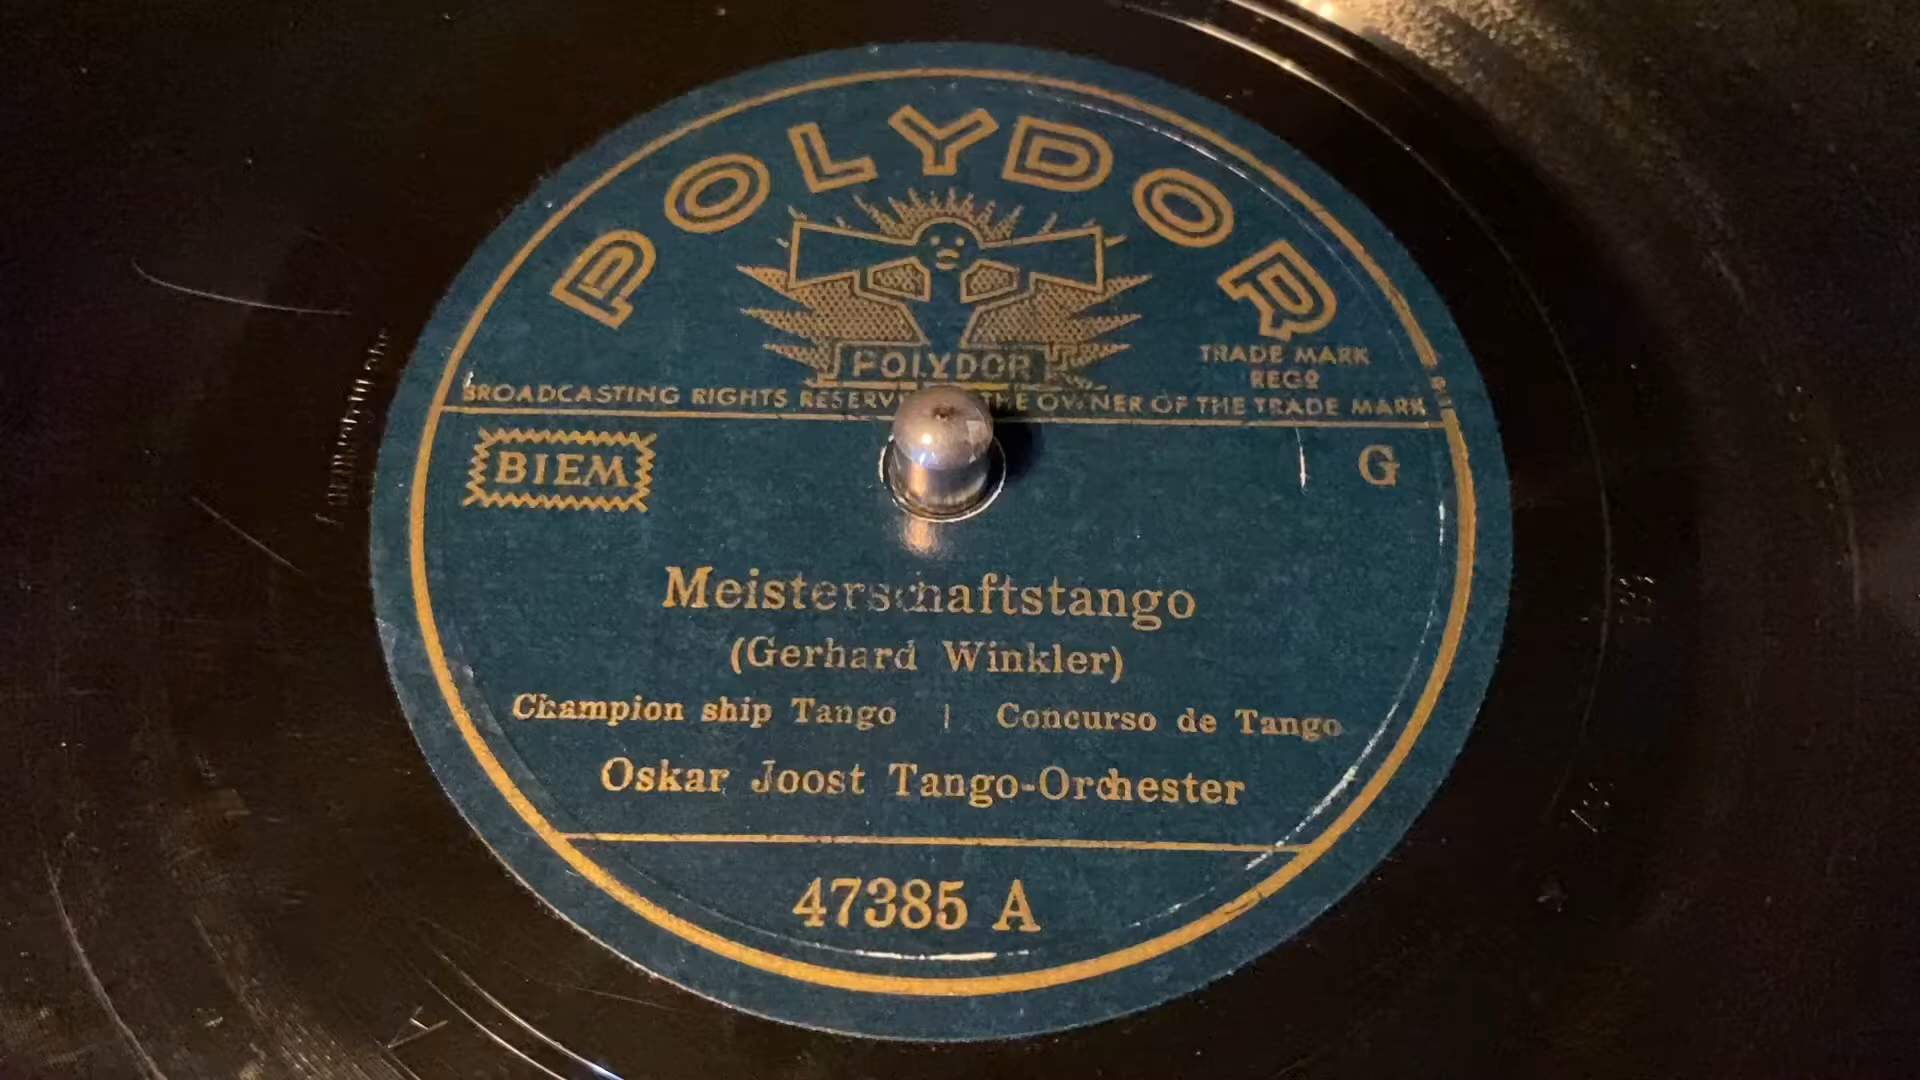 POLYDOR
POLYDOR
TRADE MARK
REGD
BROADCASTING RIGHTS RESERV THE OWNER OF THE TRADE MARK
BIEM
G
Meisterschaftstango
(Gerhard Winkler)
Champion ship Tango | Concurso de Tango
Oskar Joost Tango-Orchester
47385 A